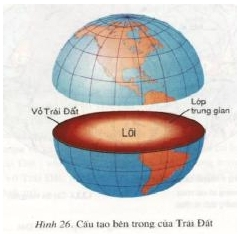 Vỏ Trái Đất
Lớp
trung gian
Lõi
Hình 26. Cấu tạo bên trong của Trái Đất